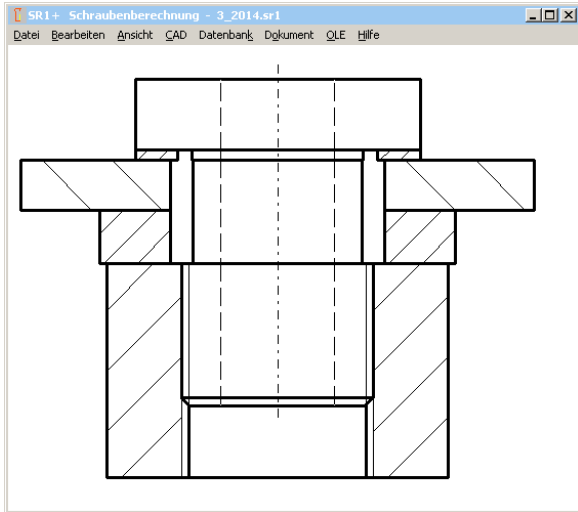 SR1+ Schraubenberechnung - 3_2014.sr1
Datei Bearbeiten Ansicht CAD Datenbank Dokument OLE Hilfe